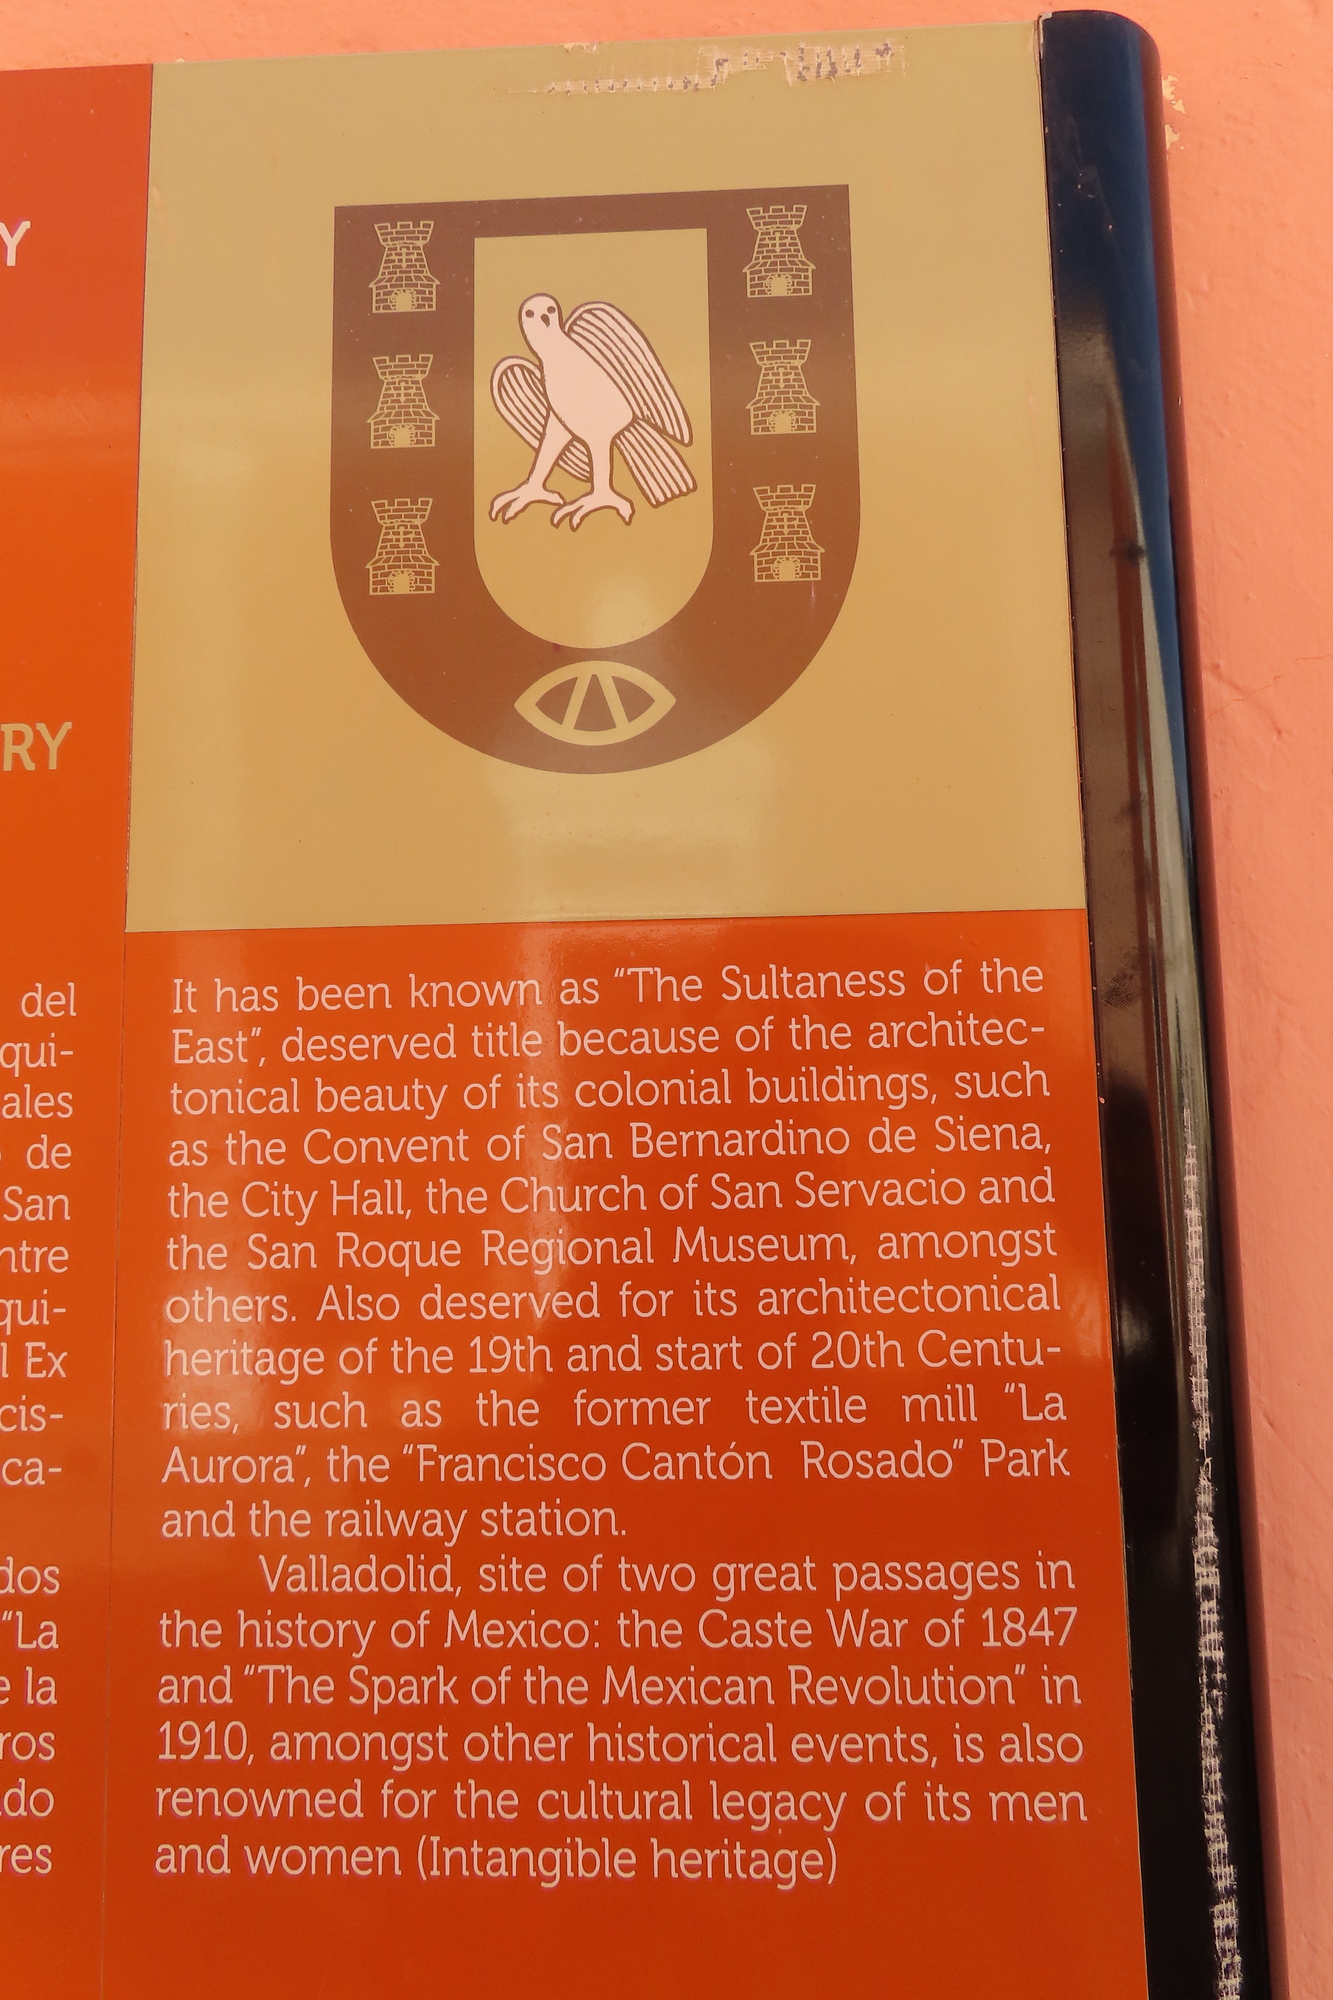 Y
RY
del
qui-
ales
de
San
ntre
qui-
l Ex
cis-
ca-
dos
“La
e la
ros
ado
res
It has been known as “The Sultaness of the
East”, deserved title because of the architec-
tonical beauty of its colonial buildings, such
as the Convent of San Bernardino de Siena,
the City Hall, the Church of San Servacio and
the San Roque Regional Museum, amongst
others. Also deserved for its architectonical
heritage of the 19th and start of 20th Centu-
ries, such as the former textile mill “La
Aurora”, the “Francisco Cantón Rosado” Park
and the railway station.
Valladolid, site of two great passages in
the history of Mexico: the Caste War of 1847
and “The Spark of the Mexican Revolution” in
1910, amongst other historical events, is also
renowned for the cultural legacy of its men
and women (Intangible heritage)